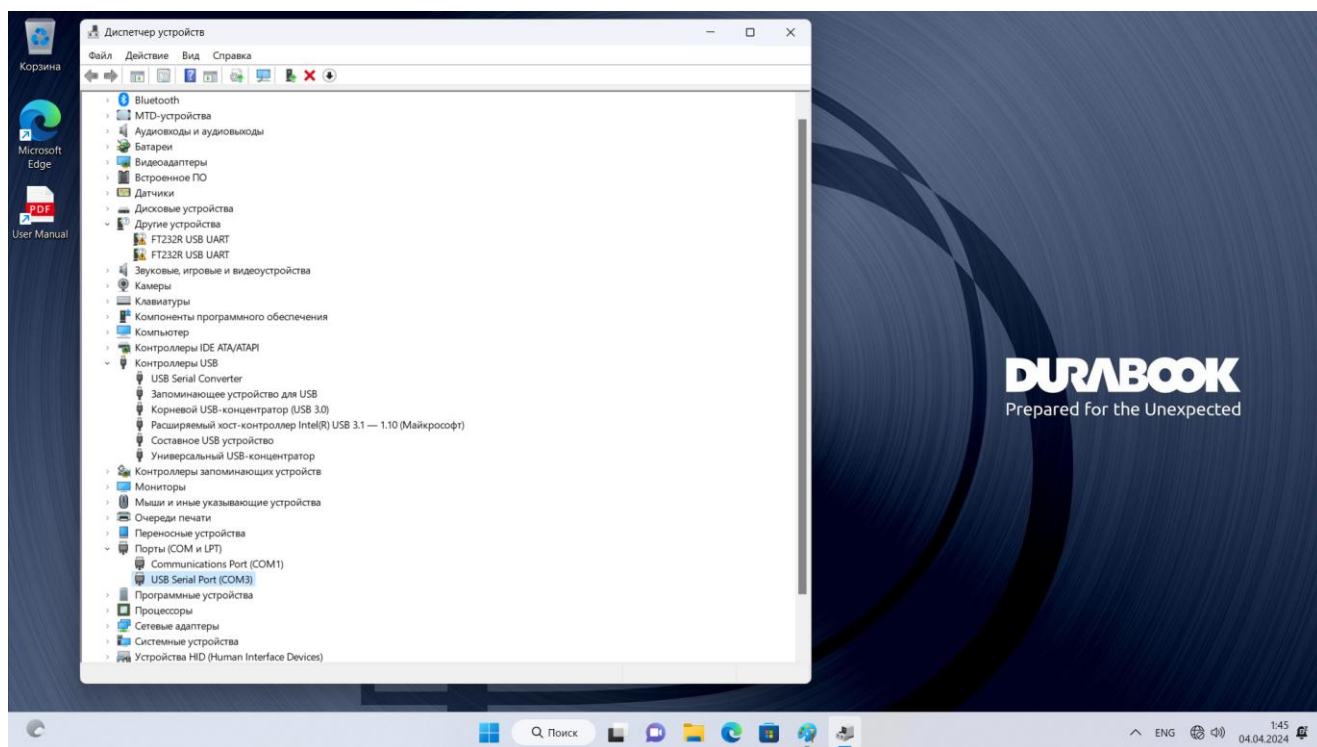 Корзина
Microsoft
Edge
PDF
User Manual
Диспетчер устройств
Файл Действие Вид Справка
Bluetooth
MTD-устройства
Аудиовходы и аудиовыходы
Батареи
Видеоадаптеры
Встроенное ПО
Датчики
Дисковые устройства
Другие устройства
FT232R USB UART
FT232R USB UART
Звуковые, игровые и видеоустройства
Камеры
Клавиатуры
Компоненты программного обеспечения
Компьютер
Контроллеры IDE ATA/ATAPI
Контроллеры USB
USB Serial Converter
Запоминающее устройство для USB
Корневой USB-концентратор (USB 3.0)
Расширяемый хост-контроллер Intel(R) USB 3.1 — 1.10 (Майкрософт)
Составное USB устройство
Универсальный USB-концентратор
Контроллеры запоминающих устройств
Мониторы
Мыши и иные указывающие устройства
Очереди печати
Переносные устройства
Порты (COM и LPT)
Communications Port (COM1)
USB Serial Port (COM3)
Программные устройства
Процессоры
Сетевые адаптеры
Системные устройства
Устройства HID (Human Interface Devices)
DURABOOK
Prepared for the Unexpected
Поиск
ENG
1:45
04.04.2024